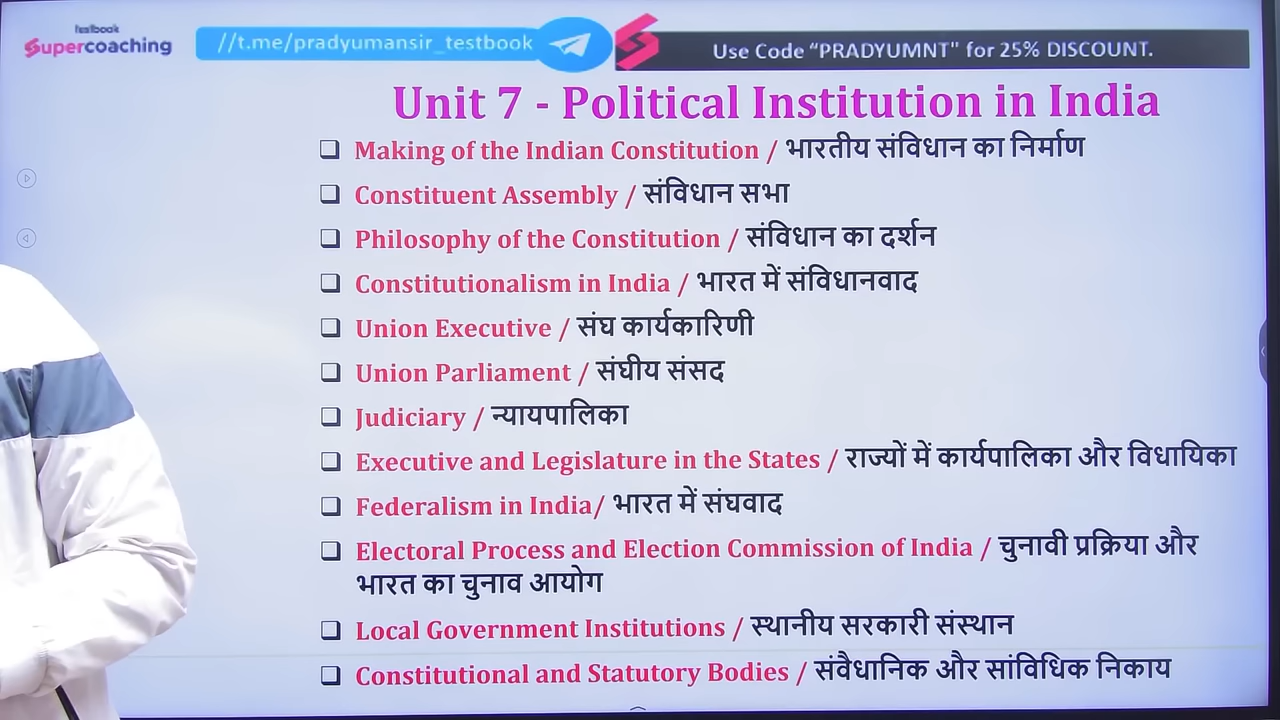 testbook
Supercoaching
//t.me/pradyumansir_testbook
Use Code “PRADYUMNT" for 25% DISCOUNT.
Unit 7 - Political Institution in India
❑ Making of the Indian Constitution / भारतीय संविधान का निर्माण
❑ Constituent Assembly / संविधान सभा
❑ Philosophy of the Constitution / संविधान का दर्शन
❑ Constitutionalism in India / भारत में संविधानवाद
❑ Union Executive / संघ कार्यकारिणी
❑ Union Parliament / संघीय संसद
❑ Judiciary / न्यायपालिका
❑ Executive and Legislature in the States / राज्यों में कार्यपालिका और विधायिका
❑ Federalism in India/ भारत में संघवाद
❑ Electoral Process and Election Commission of India / चुनावी प्रक्रिया और
भारत का चुनाव आयोग
❑ Local Government Institutions / स्थानीय सरकारी संस्थान
❑ Constitutional and Statutory Bodies / संवैधानिक और सांविधिक निकाय